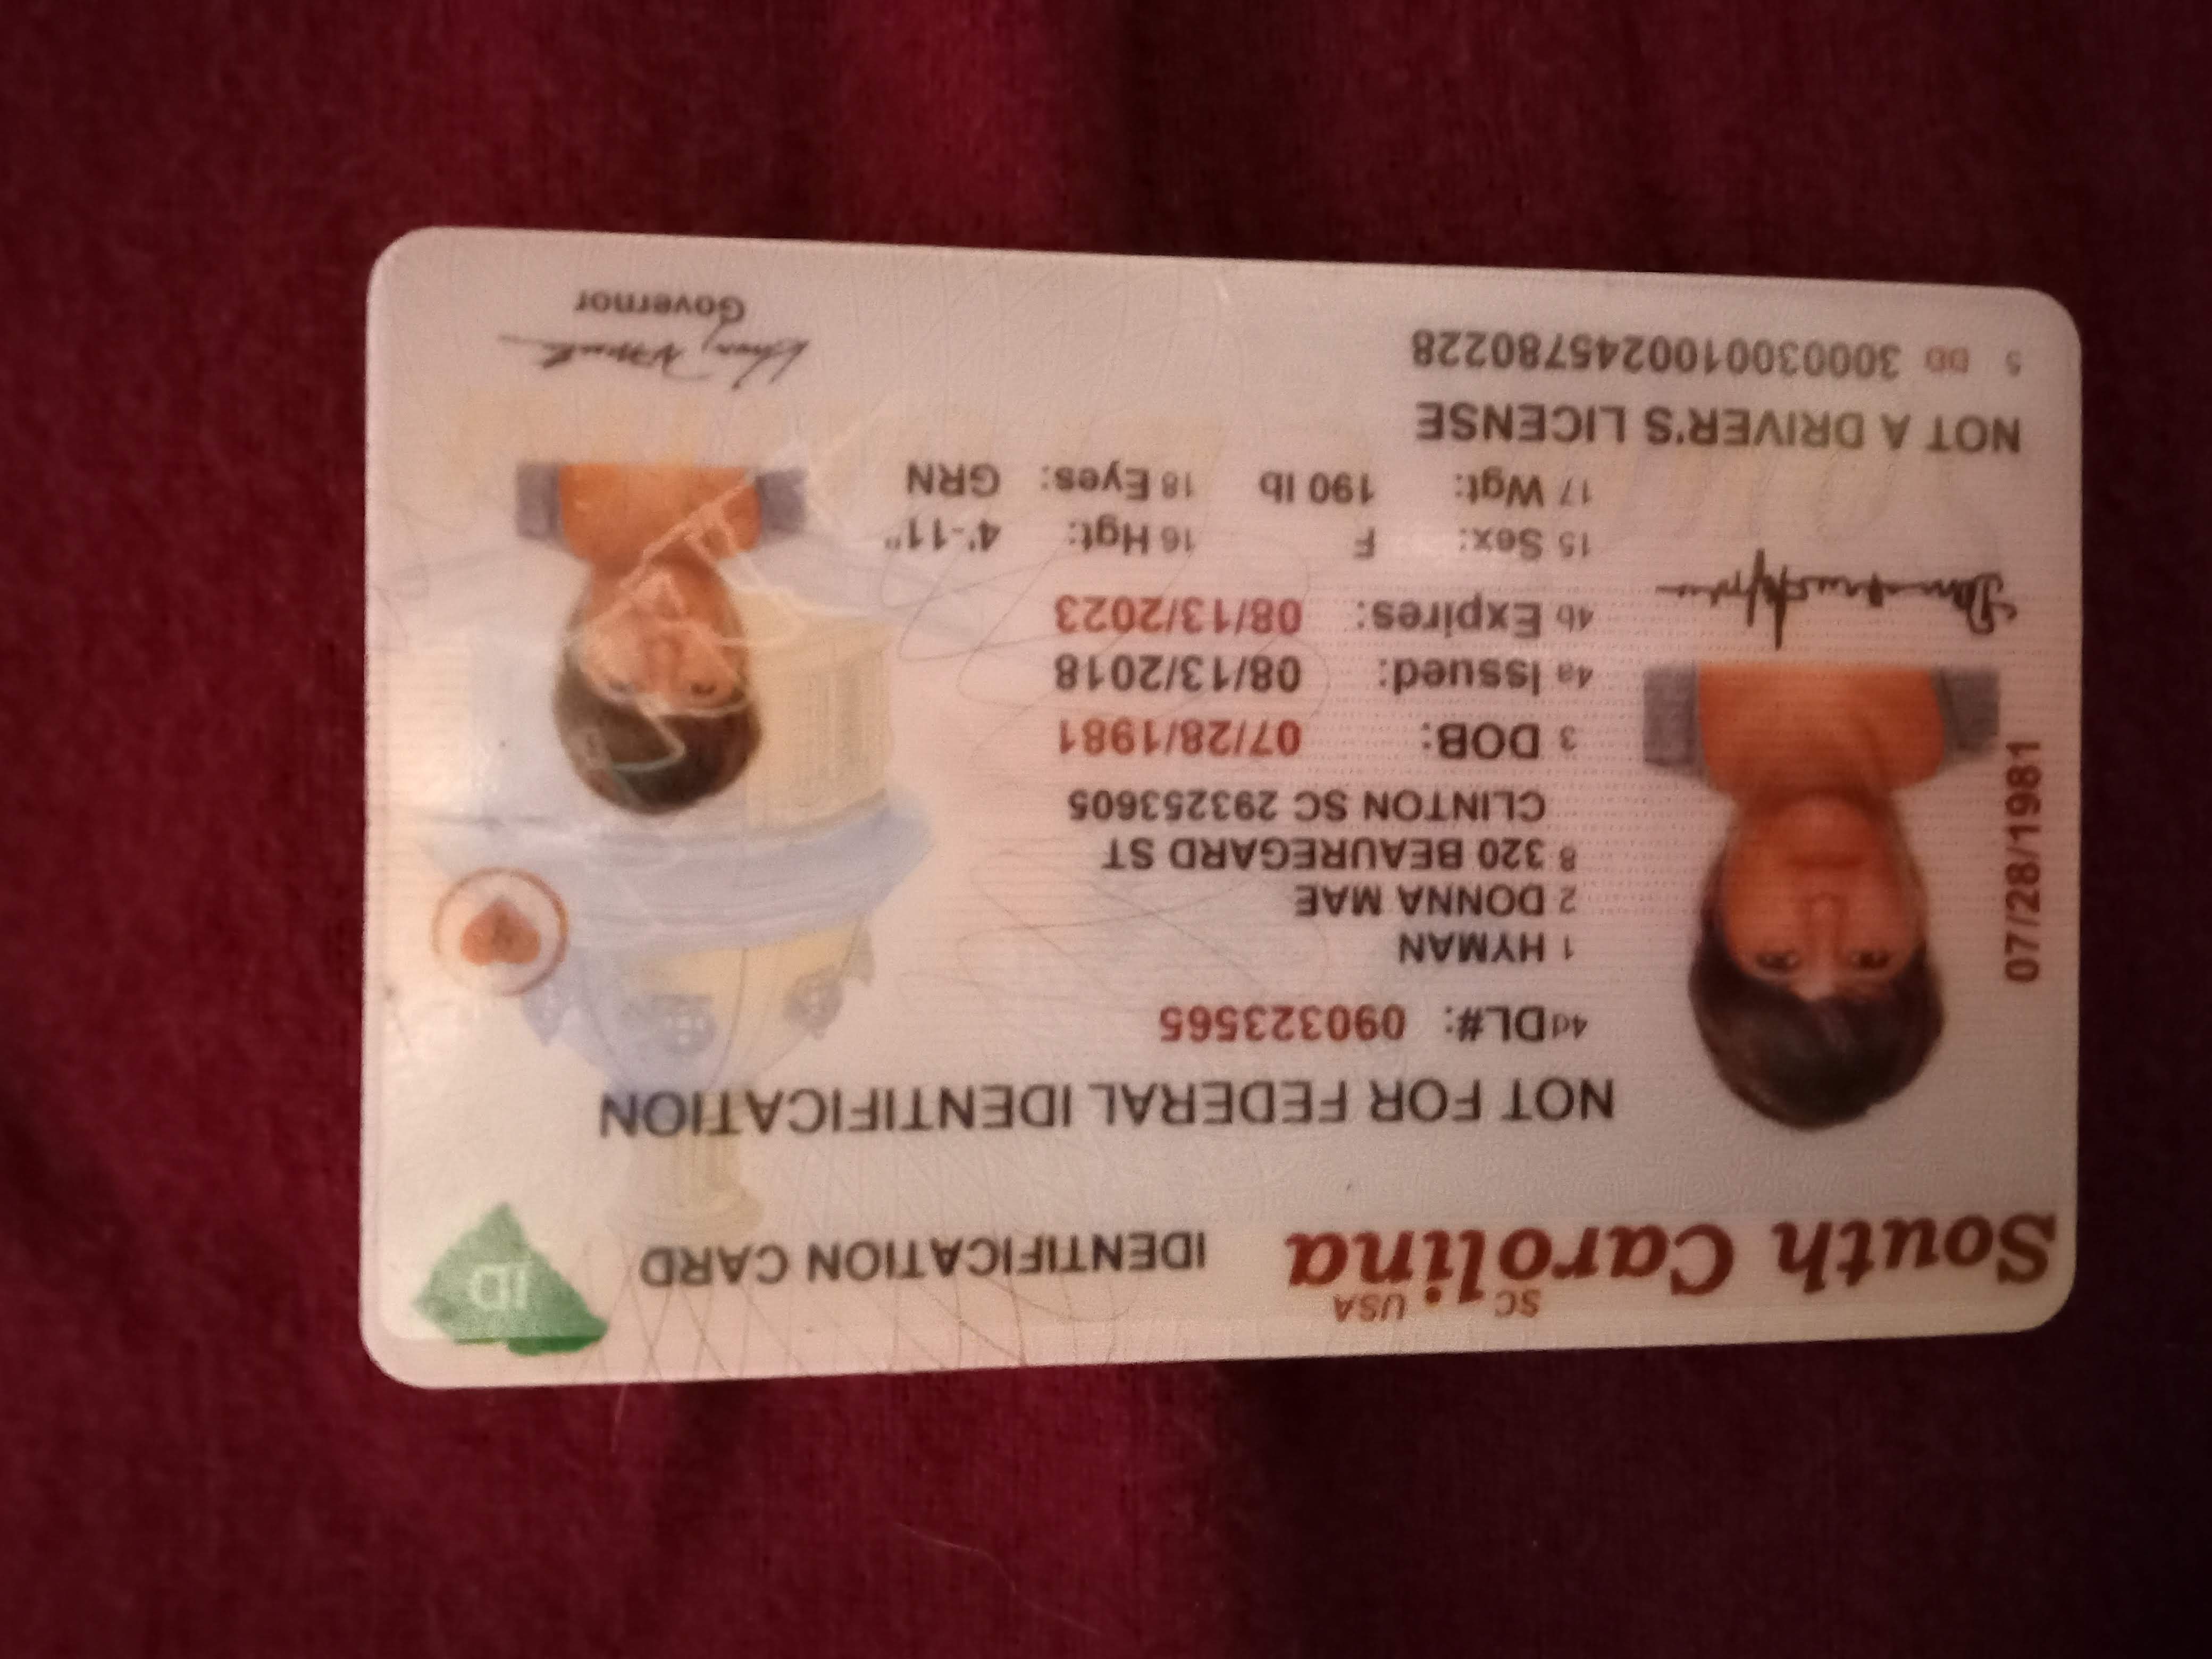 SC USA
South Carolina IDENTIFICATION CARD
ID
NOT FOR FEDERAL IDENTIFICATION
4d DL#: 090323565
1 HYMAN
2 DONNA MAE
8 320 BEAUREGARD ST
CLINTON SC 293253605
3 DOB: 07/28/1981
4a Issued: 08/13/2018
4b Expires: 08/13/2023
15 Sex: F 16 Hgt: 4'-11"
17 Wgt: 190 lb 18 Eyes: GRN
NOT A DRIVER'S LICENSE
5 DD 3000300100245780228
07/28/1981
Governor